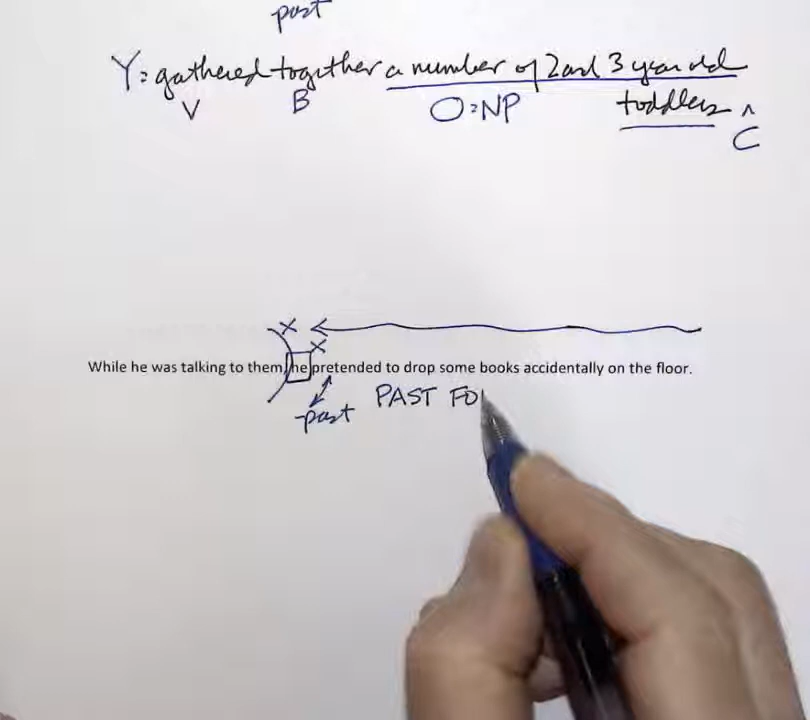 past
Y: gathered together a number of 2 and 3 year old
V B O:NP toddlers ^
C
X
X
While he was talking to them, he pretended to drop some books accidentally on the floor.
-past PAST FO